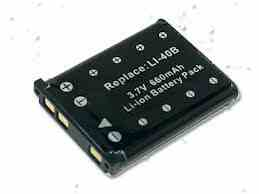 Replace: LI-40B
3.7V 660mAh
Li-ion Battery Pack